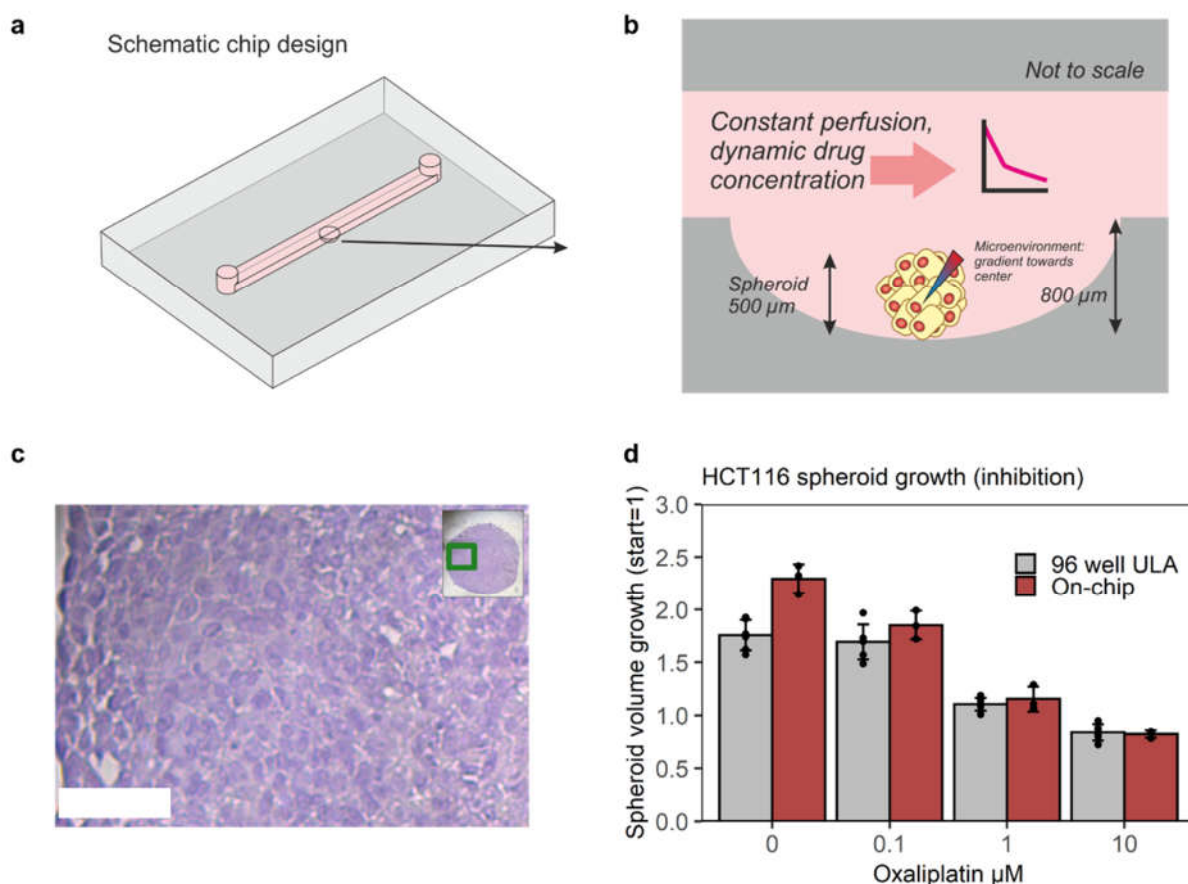 a
Schematic chip design
b
Not to scale
Constant perfusion,
dynamic drug
concentration
Microenvironment:
gradient towards
center
Spheroid
500 µm
800 µm
c
d
HCT116 spheroid growth (inhibition)
Spheroid volume growth (start=1)
3.0
2.5
2.0
1.5
1.0
0.5
0.0
96 well ULA
On-chip
0
0.1
1
10
Oxaliplatin µM